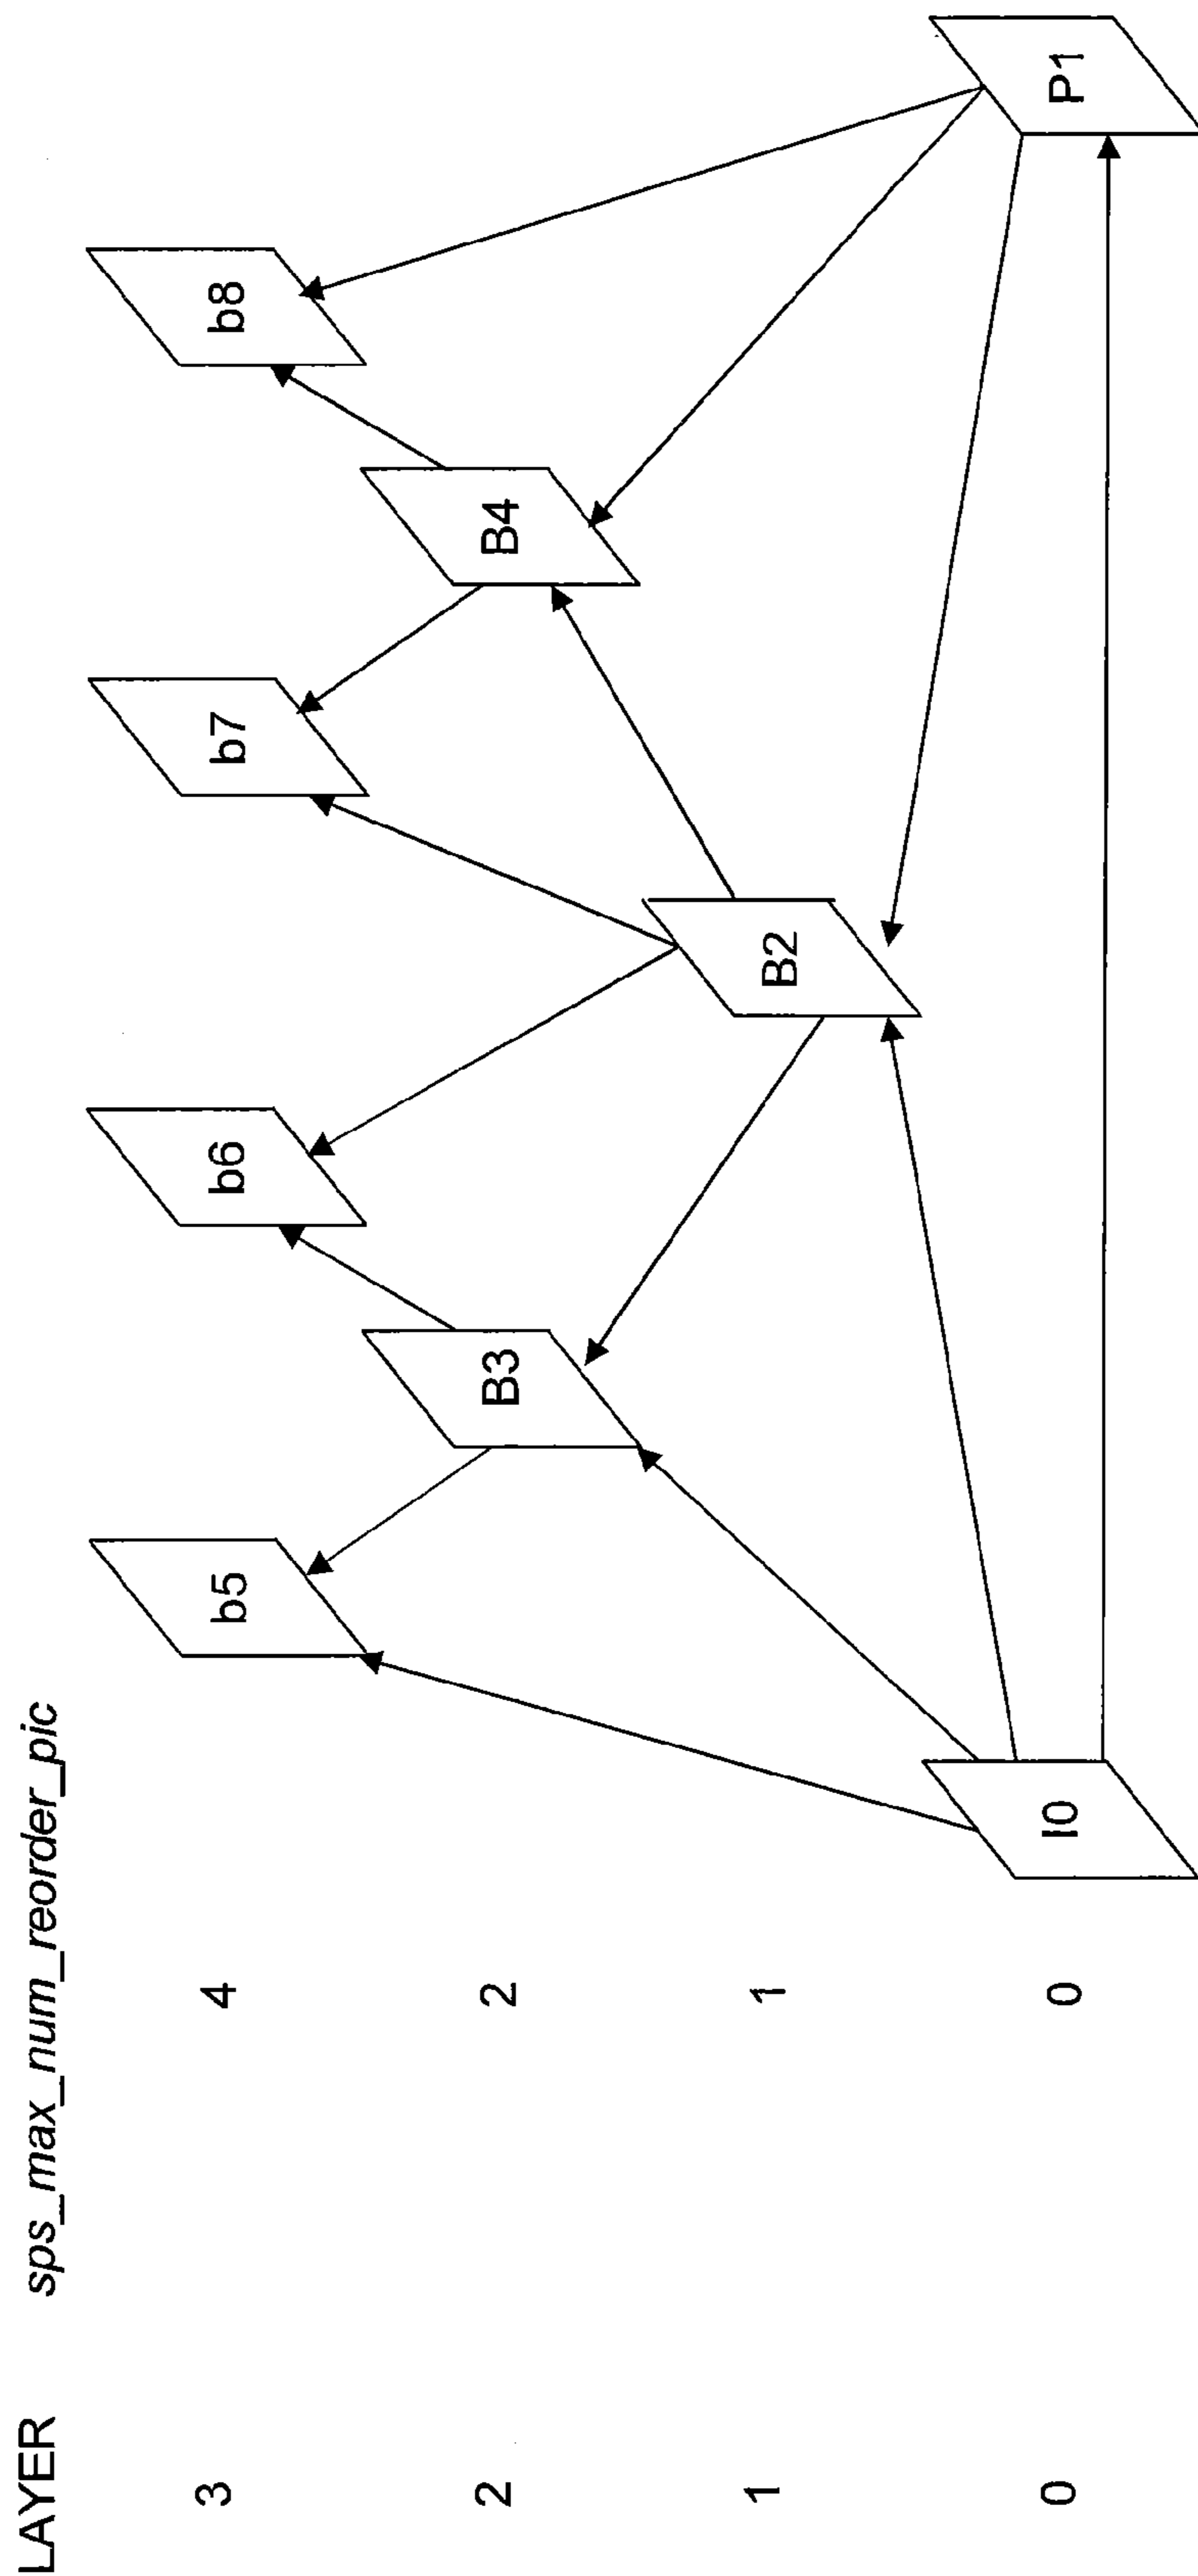 LAYER sps_max_num_reorder_pic
3 4 b5 b6 b7 b8
2 2 B3 B4
1 1 B2
0 0 I0 P1